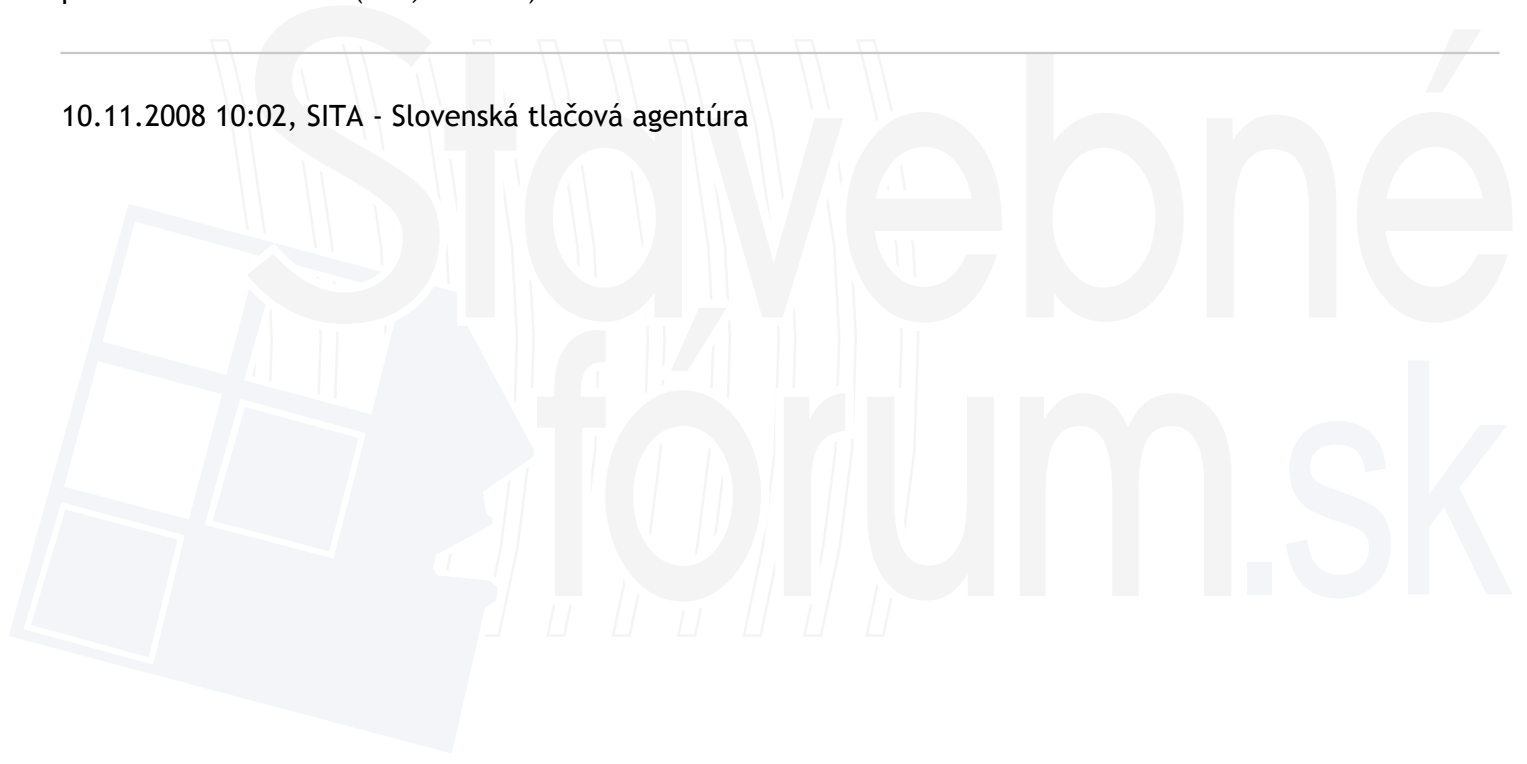 10.11.2008 10:02, SITA - Slovenská tlačová agentúra
Stavebné
fórum.sk